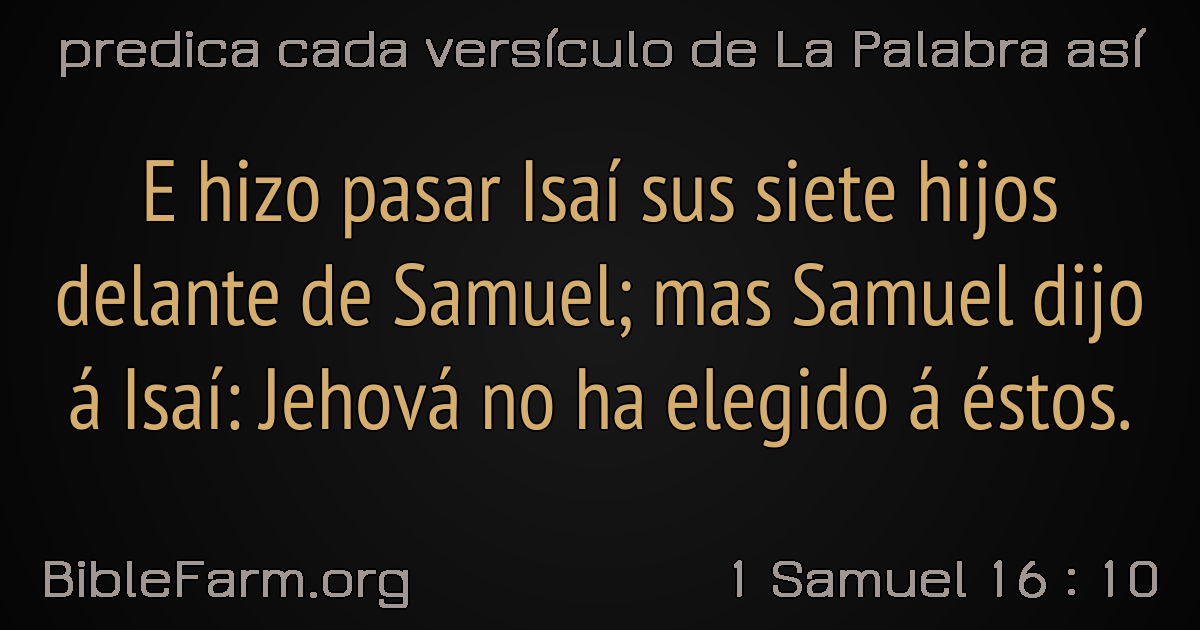 predica cada versículo de La Palabra así
E hizo pasar Isaí sus siete hijos
delante de Samuel; mas Samuel dijo
á Isaí: Jehová no ha elegido á éstos.
BibleFarm.org
1 Samuel 16 : 10